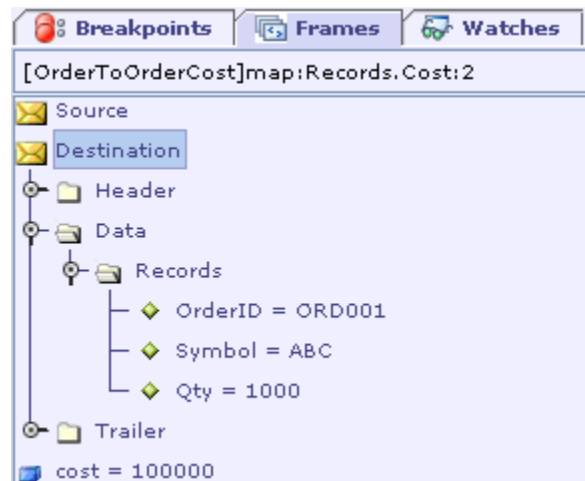 Breakpoints Frames Watches
[OrderToOrderCost]map:Records.Cost:2
Source
Destination
Header
Data
Records
OrderID = ORD001
Symbol = ABC
Qty = 1000
Trailer
cost = 100000